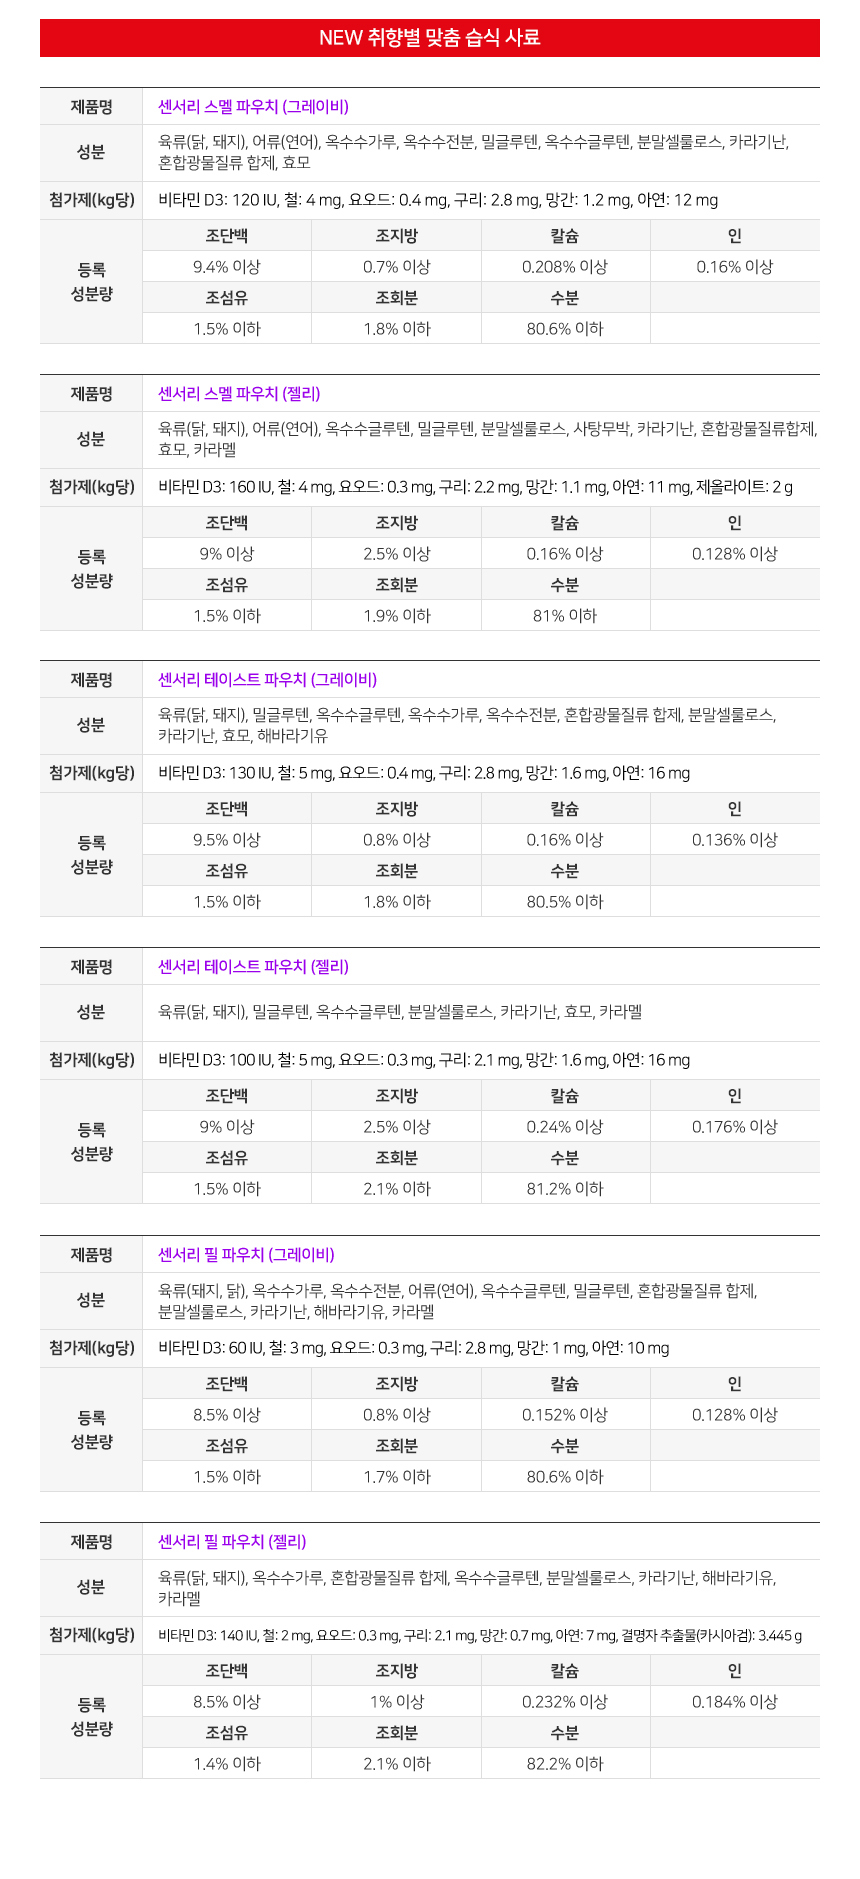 NEW 취향별 맞춤 습식 사료
제품명 센서리 스멜 파우치 (그레이비)
성분 육류(닭, 돼지), 어류(연어), 옥수수가루, 옥수수전분, 밀글루텐, 옥수수글루텐, 분말셀룰로스, 카라기난,
혼합광물질류 합제, 효모
첨가제(kg당) 비타민 D3: 120 IU, 철: 4 mg, 요오드: 0.4 mg, 구리: 2.8 mg, 망간: 1.2 mg, 아연: 12 mg
등록
성분량
조단백 조지방 칼슘 인
9.4% 이상 0.7% 이상 0.208% 이상 0.16% 이상
조섬유 조회분 수분
1.5% 이하 1.8% 이하 80.6% 이하
제품명 센서리 스멜 파우치 (젤리)
성분 육류(닭, 돼지), 어류(연어), 옥수수글루텐, 밀글루텐, 분말셀룰로스, 사탕무박, 카라기난, 혼합광물질류합제,
효모, 카라멜
첨가제(kg당) 비타민 D3: 160 IU, 철: 4 mg, 요오드: 0.3 mg, 구리: 2.2 mg, 망간: 1.1 mg, 아연: 11 mg, 제올라이트: 2 g
등록
성분량
조단백 조지방 칼슘 인
9% 이상 2.5% 이상 0.16% 이상 0.128% 이상
조섬유 조회분 수분
1.5% 이하 1.9% 이하 81% 이하
제품명 센서리 테이스트 파우치 (그레이비)
성분 육류(닭, 돼지), 밀글루텐, 옥수수글루텐, 옥수수가루, 옥수수전분, 혼합광물질류 합제, 분말셀룰로스,
카라기난, 효모, 해바라기유
첨가제(kg당) 비타민 D3: 130 IU, 철: 5 mg, 요오드: 0.4 mg, 구리: 2.8 mg, 망간: 1.6 mg, 아연: 16 mg
등록
성분량
조단백 조지방 칼슘 인
9.5% 이상 0.8% 이상 0.16% 이상 0.136% 이상
조섬유 조회분 수분
1.5% 이하 1.8% 이하 80.5% 이하
제품명 센서리 테이스트 파우치 (젤리)
성분 육류(닭, 돼지), 밀글루텐, 옥수수글루텐, 분말셀룰로스, 카라기난, 효모, 카라멜
첨가제(kg당) 비타민 D3: 100 IU, 철: 5 mg, 요오드: 0.3 mg, 구리: 2.1 mg, 망간: 1.6 mg, 아연: 16 mg
등록
성분량
조단백 조지방 칼슘 인
9% 이상 2.5% 이상 0.24% 이상 0.176% 이상
조섬유 조회분 수분
1.5% 이하 2.1% 이하 81.2% 이하
제품명 센서리 필 파우치 (그레이비)
성분 육류(돼지, 닭), 옥수수가루, 옥수수전분, 어류(연어), 옥수수글루텐, 밀글루텐, 혼합광물질류 합제,
분말셀룰로스, 카라기난, 해바라기유, 카라멜
첨가제(kg당) 비타민 D3: 60 IU, 철: 3 mg, 요오드: 0.3 mg, 구리: 2.8 mg, 망간: 1 mg, 아연: 10 mg
등록
성분량
조단백 조지방 칼슘 인
8.5% 이상 0.8% 이상 0.152% 이상 0.128% 이상
조섬유 조회분 수분
1.5% 이하 1.7% 이하 80.6% 이하
제품명 센서리 필 파우치 (젤리)
성분 육류(닭, 돼지), 옥수수가루, 혼합광물질류 합제, 옥수수글루텐, 분말셀룰로스, 카라기난, 해바라기유,
카라멜
첨가제(kg당) 비타민 D3: 140 IU, 철: 2 mg, 요오드: 0.3 mg, 구리: 2.1 mg, 망간: 0.7 mg, 아연: 7 mg, 결명자 추출물(카시아검): 3.445 g
등록
성분량
조단백 조지방 칼슘 인
8.5% 이상 1% 이상 0.232% 이상 0.184% 이상
조섬유 조회분 수분
1.4% 이하 2.1% 이하 82.2% 이하